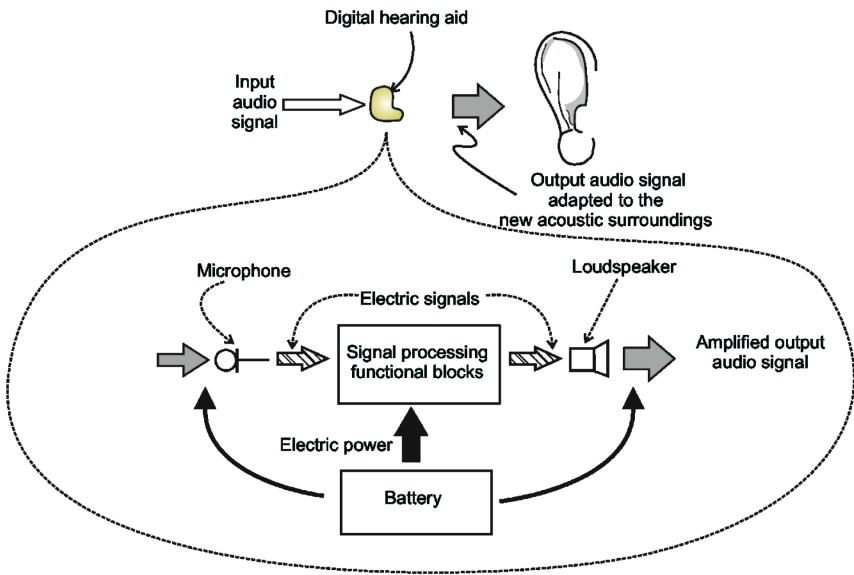 Digital hearing aid
Input
audio
signal
Output audio signal
adapted to the
new acoustic surroundings
Microphone
Loudspeaker
Electric signals
Signal processing
functional blocks
Amplified output
audio signal
Electric power
Battery